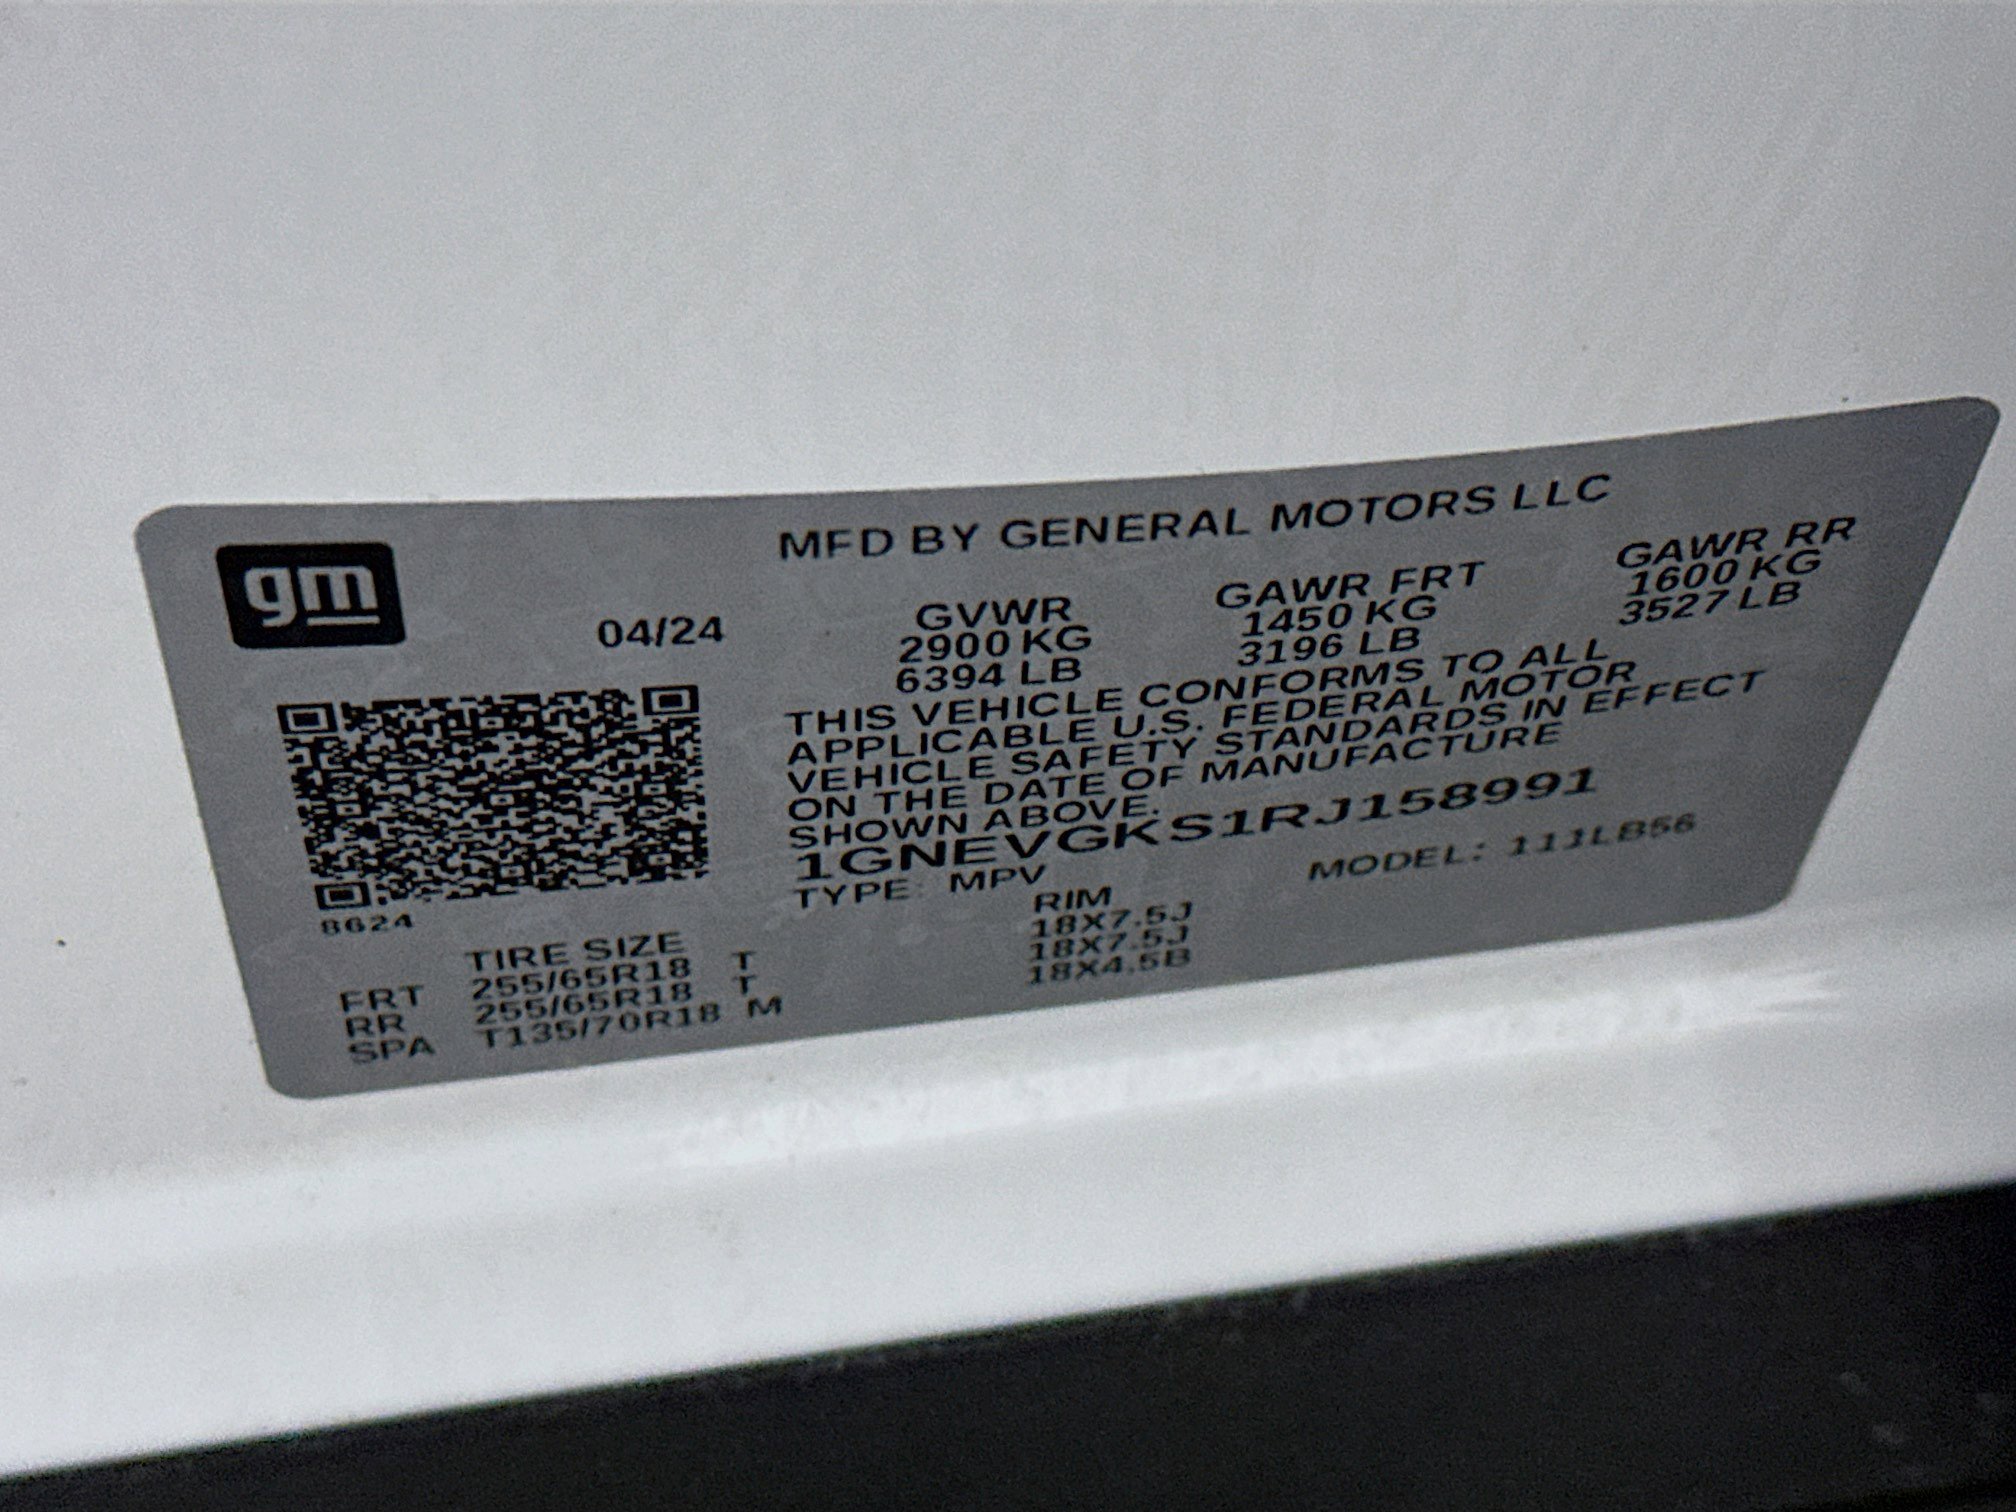 gm
MFD BY GENERAL MOTORS LLC
04/24
GVWR GAWR FRT GAWR RR
2900 KG 1450 KG 1600 KG
6394 LB 3196 LB 3527 LB
THIS VEHICLE CONFORMS TO ALL
APPLICABLE U.S. FEDERAL MOTOR
VEHICLE SAFETY STANDARDS IN EFFECT
ON THE DATE OF MANUFACTURE
SHOWN ABOVE.
1GNEVGKS1RJ158991
TYPE: MPV MODEL: 111LB56
8624
TIRE SIZE RIM
FRT 255/65R18 T 18X7.5J
RR 255/65R18 T 18X7.5J
SPA T135/70R18 M 18X4.5B